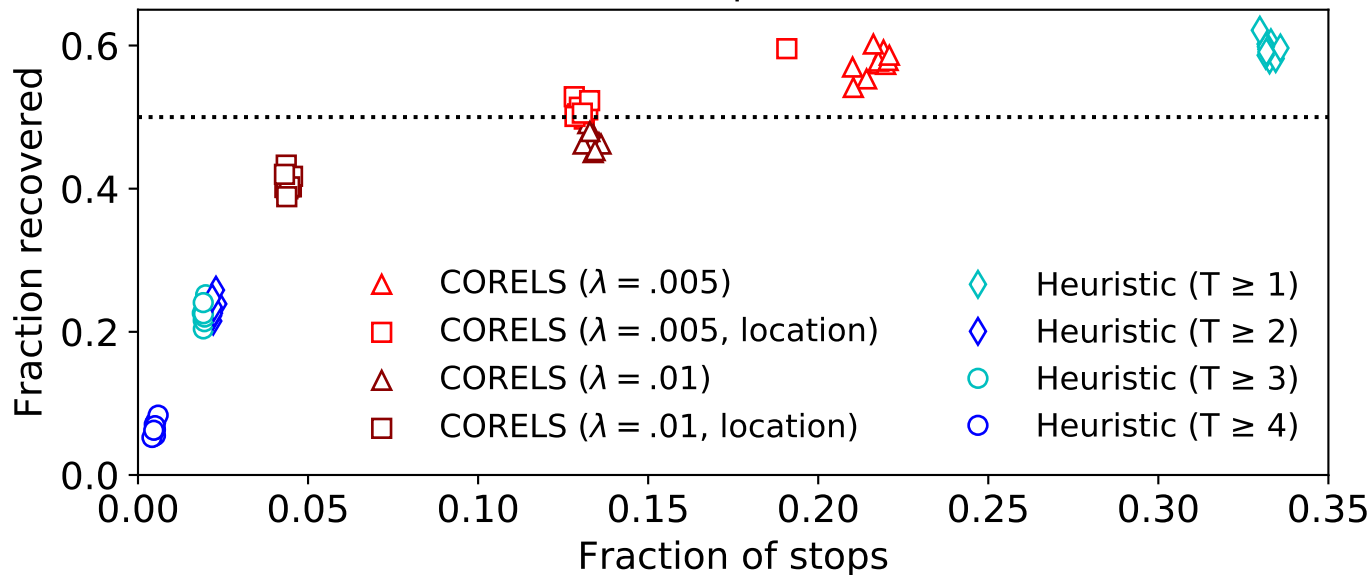 Fraction recovered
0.6
0.4
0.2
0.0
CORELS (λ = .005)
CORELS (λ = .005, location)
CORELS (λ = .01)
CORELS (λ = .01, location)
Heuristic (T ≥ 1)
Heuristic (T ≥ 2)
Heuristic (T ≥ 3)
Heuristic (T ≥ 4)
0.00 0.05 0.10 0.15 0.20 0.25 0.30 0.35
Fraction of stops